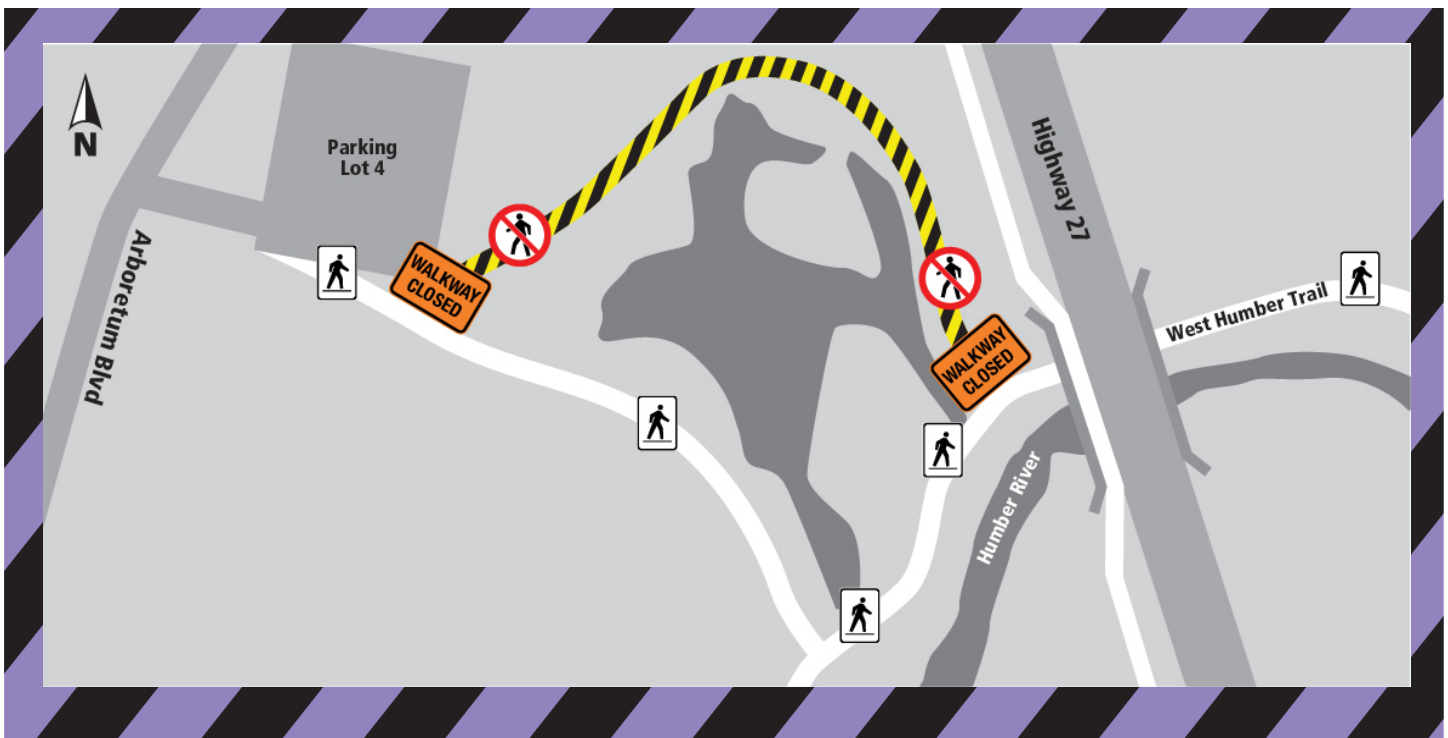 N
Parking
Lot 4
Arboretum Blvd
WALKWAY
CLOSED
Highway 27
WALKWAY
CLOSED
West Humber Trail
Humber River